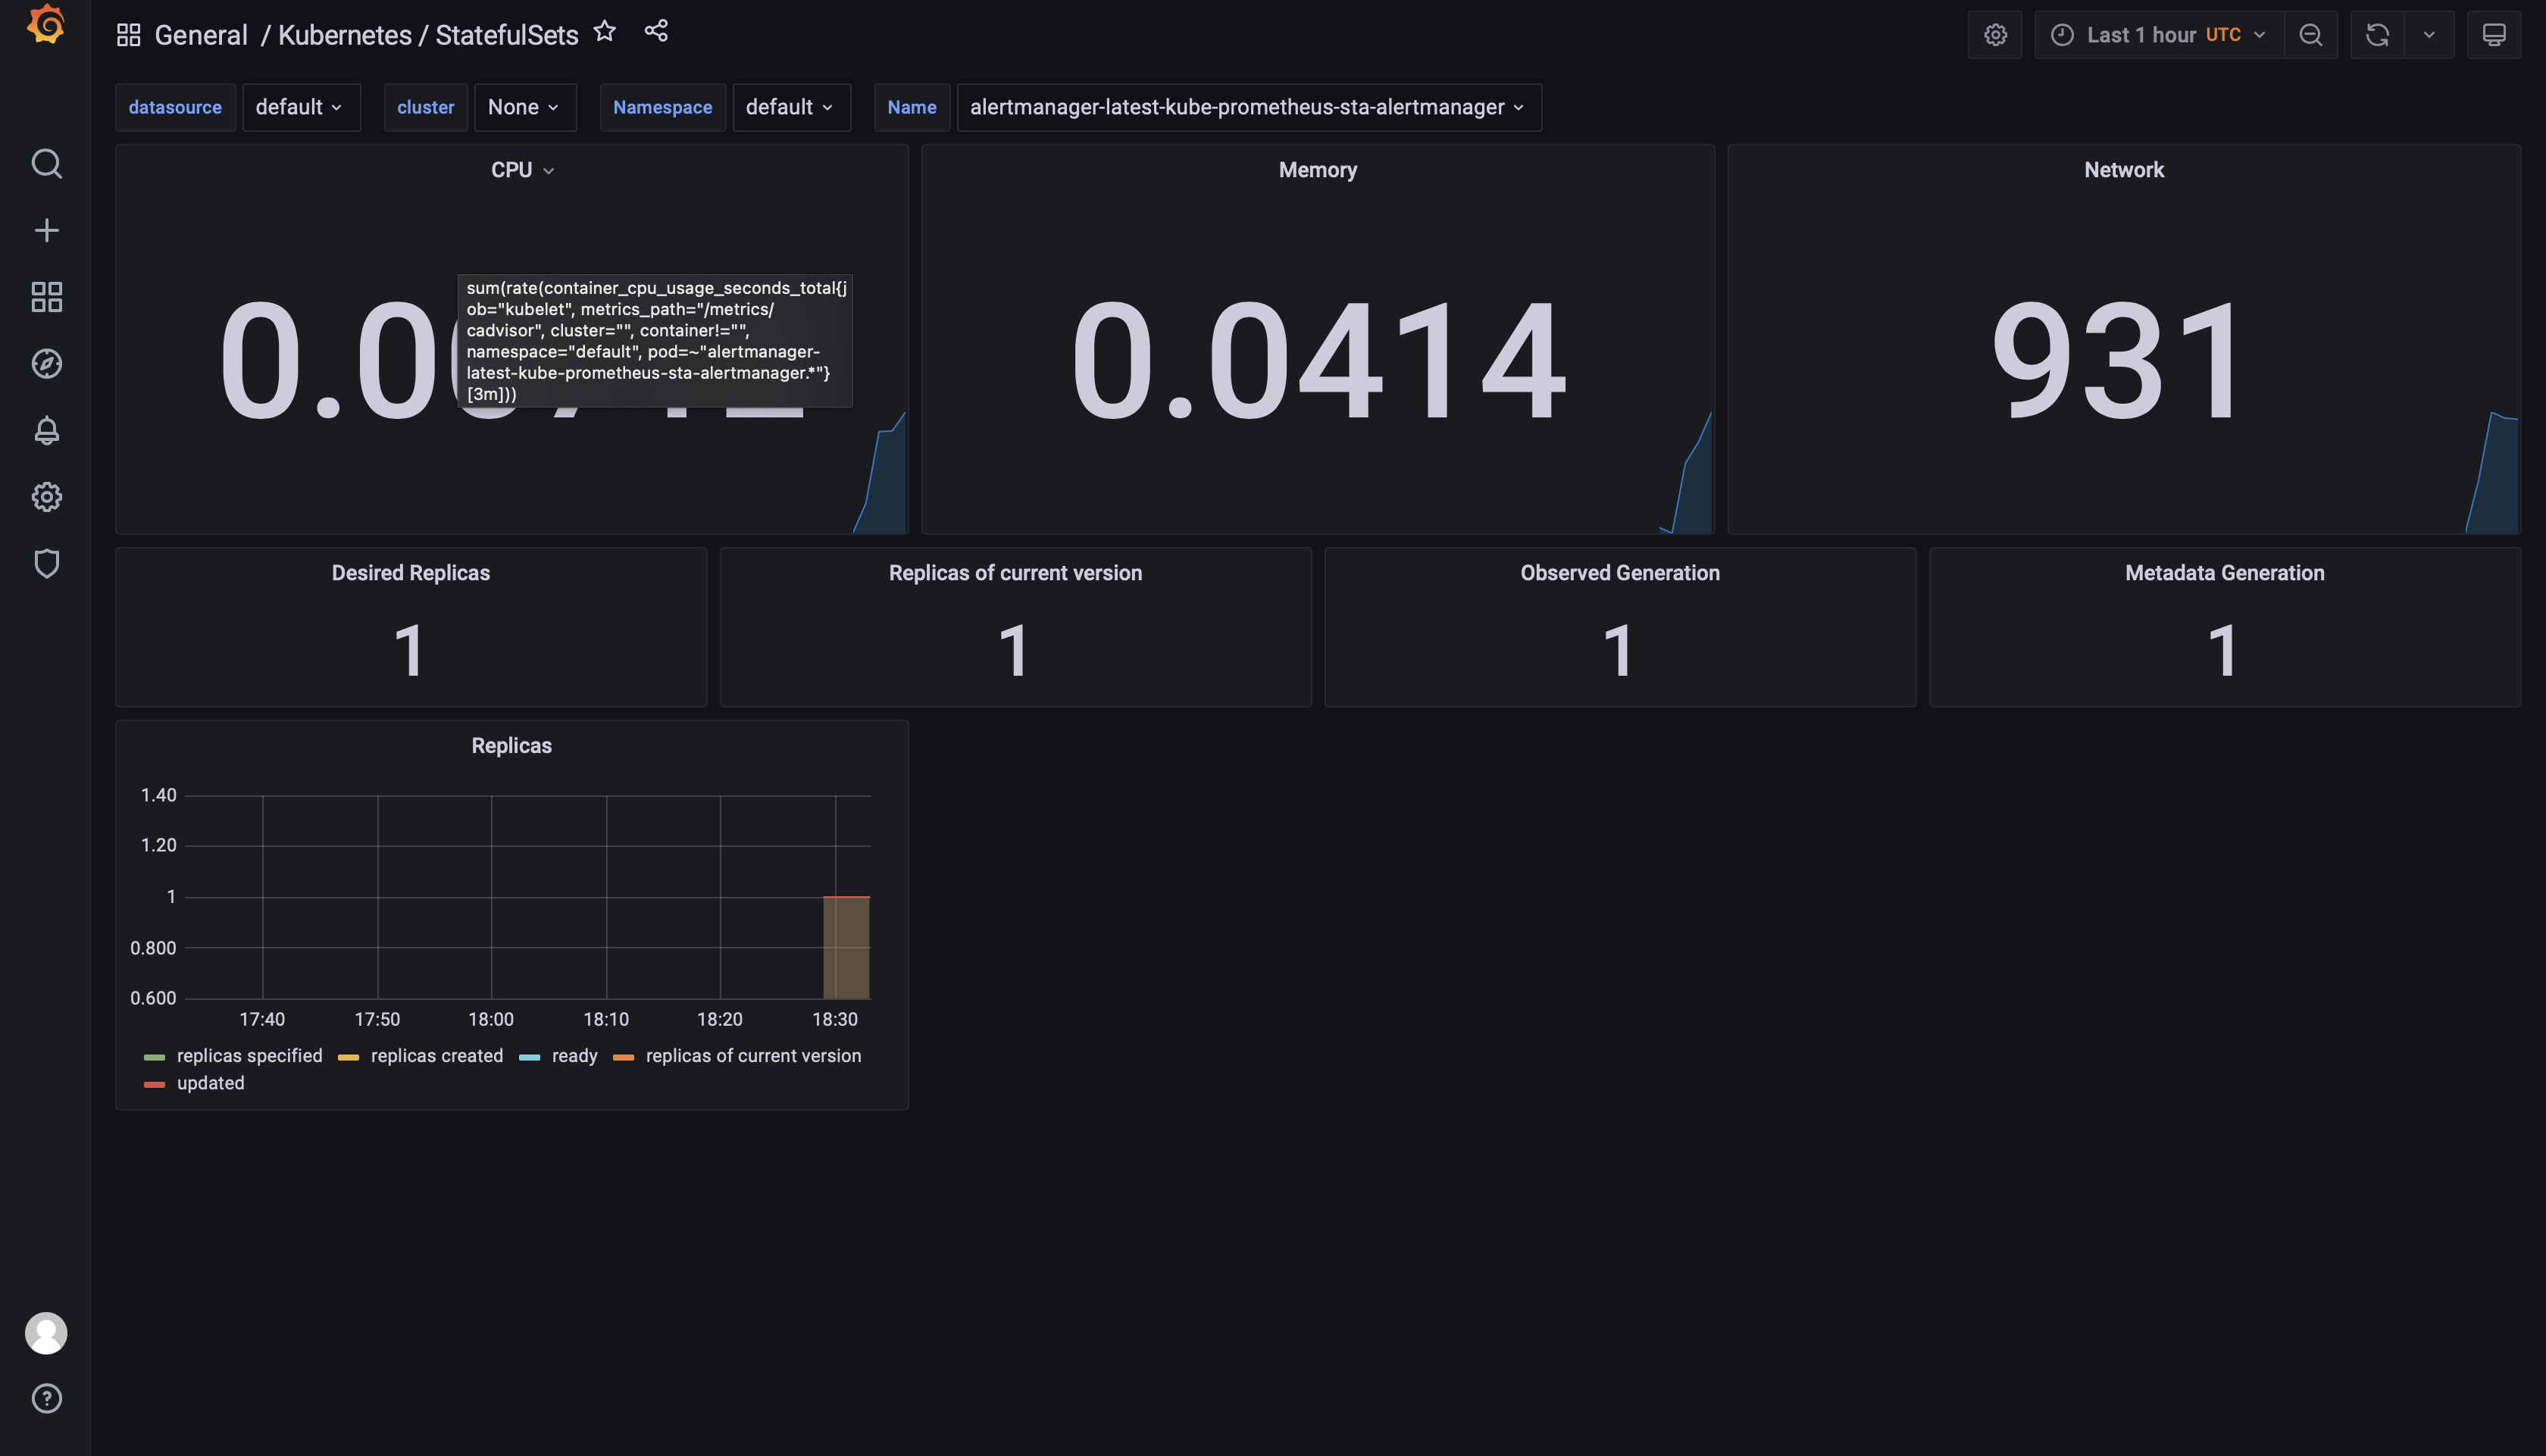 General / Kubernetes / StatefulSets
Last 1 hour UTC
datasource default cluster None Namespace default Name alertmanager-latest-kube-prometheus-sta-alertmanager
CPU
sum(rate(container_cpu_usage_seconds_total{j
ob="kubelet", metrics_path="/metrics/
cadvisor", cluster="", container!="",
namespace="default", pod=~"alertmanager-
latest-kube-prometheus-sta-alertmanager.*"}
[3m]))
Memory
0.0414
Network
931
Desired Replicas
1
Replicas of current version
1
Observed Generation
1
Metadata Generation
1
Replicas
1.40
1.20
1
0.800
0.600
17:40 17:50 18:00 18:10 18:20 18:30
replicas specified replicas created ready replicas of current version
updated